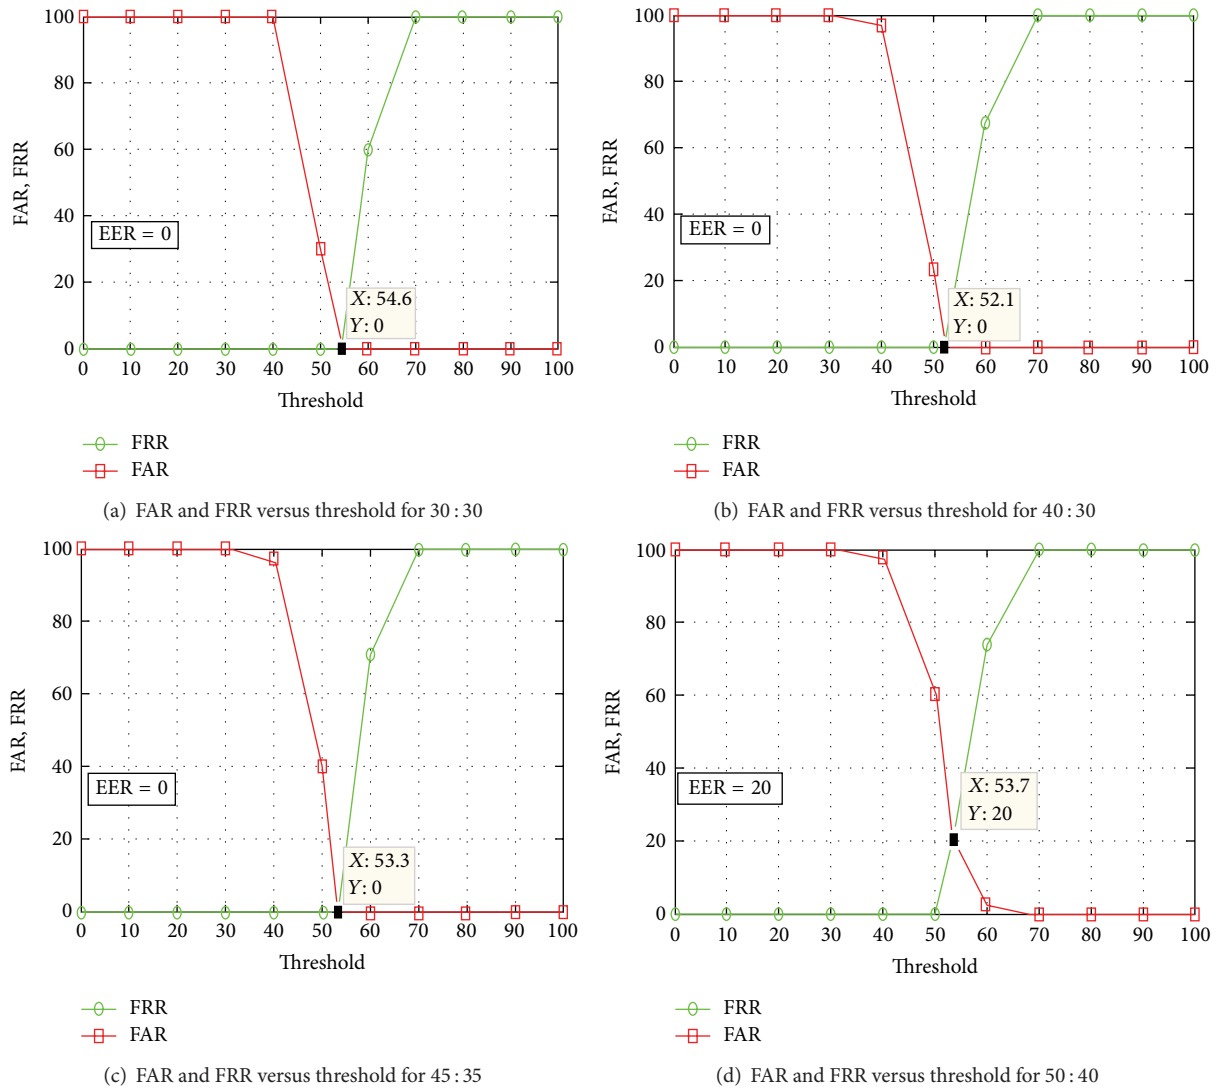 100
80
60
40
20
0
FAR, FRR
EER = 0
X: 54.6
Y: 0
0 10 20 30 40 50 60 70 80 90 100
Threshold
FRR
FAR
(a) FAR and FRR versus threshold for 30 : 30
100
80
60
40
20
0
FAR, FRR
EER = 0
X: 52.1
Y: 0
0 10 20 30 40 50 60 70 80 90 100
Threshold
FRR
FAR
(b) FAR and FRR versus threshold for 40 : 30
100
80
60
40
20
0
FAR, FRR
EER = 0
X: 53.3
Y: 0
0 10 20 30 40 50 60 70 80 90 100
Threshold
FRR
FAR
(c) FAR and FRR versus threshold for 45 : 35
100
80
60
40
20
0
FAR, FRR
EER = 20
X: 53.7
Y: 20
0 10 20 30 40 50 60 70 80 90 100
Threshold
FRR
FAR
(d) FAR and FRR versus threshold for 50 : 40